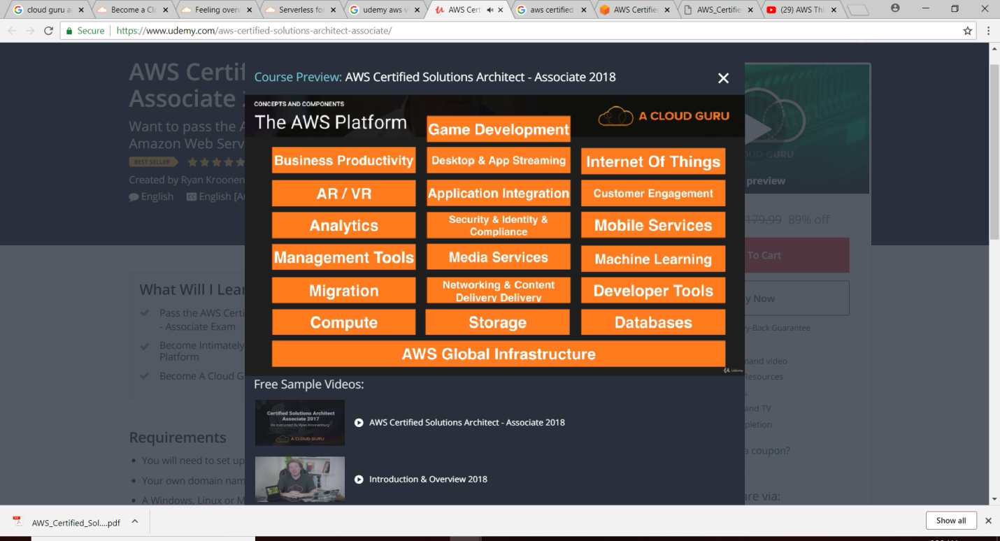 cloud guru a
Become a Clo
Feeling overw
Serverless fo
udemy aws v
AWS Cert
aws certified
AWS Certifie
AWS_Certifie
(29) AWS Thi
Secure
https://www.udemy.com/aws-certified-solutions-architect-associate/
AWS Certif
Associate
Want to pass the A
Amazon Web Serv
BEST SELLER
Created by Ryan Kroonen
English
CC English [Au
Course Preview: AWS Certified Solutions Architect - Associate 2018
CONCEPTS AND COMPONENTS
The AWS Platform
A CLOUD GURU
Game Development
Business Productivity
Desktop & App Streaming
Internet Of Things
AR / VR
Application Integration
Customer Engagement
Analytics
Security & Identity &
Compliance
Mobile Services
Management Tools
Media Services
Machine Learning
Migration
Networking & Content
Delivery Delivery
Developer Tools
Compute
Storage
Databases
AWS Global Infrastructure
Udemy
OUD GURU
preview
179.99 89% off
To Cart
y Now
ey-Back Guarantee
mand video
Resources
s
and TV
pletion
a coupon?
are via:
What Will I Lear
Pass the AWS Certi
- Associate Exam
Become Intimately
Platform
Become A Cloud G
Requirements
You will need to set up
Your own domain nam
A Windows, Linux or M
Free Sample Videos:
Certified Solutions Architect
Associate 2017
As instructed By Ryan Kroonenburg
A CLOUD GURU
AWS Certified Solutions Architect - Associate 2018
Introduction & Overview 2018
AWS_Certified_Sol....pdf
Show all